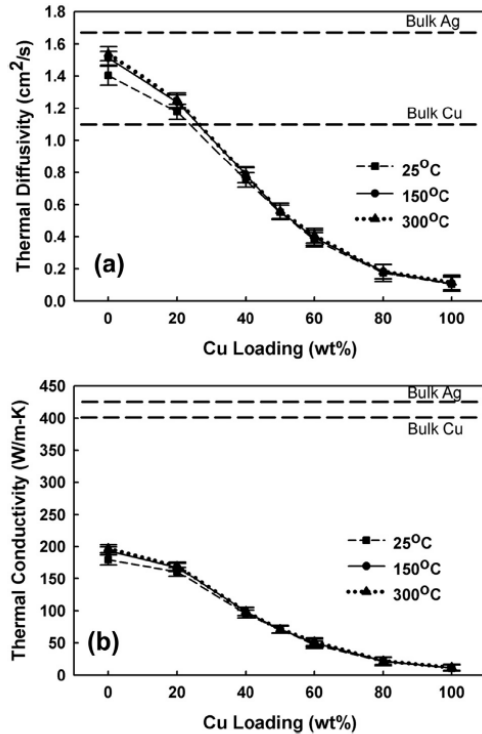 Thermal Diffusivity (cm²/s)
1.8
1.6
1.4
1.2
1.0
0.8
0.6
0.4
0.2
0.0
Bulk Ag
Bulk Cu
25°C
150°C
300°C
(a)
0 20 40 60 80 100
Cu Loading (wt%)
Thermal Conductivity (W/m-K)
450
400
350
300
250
200
150
100
50
0
Bulk Ag
Bulk Cu
25°C
150°C
300°C
(b)
0 20 40 60 80 100
Cu Loading (wt%)